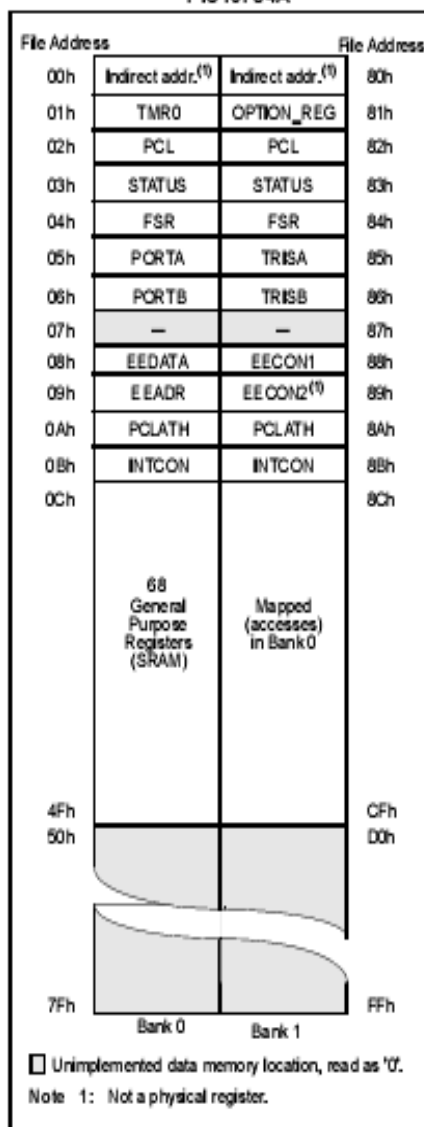 PIC16F84A
File Address File Address
00h Indirect addr.(1) Indirect addr.(1) 80h
01h TMR0 OPTION_REG 81h
02h PCL PCL 82h
03h STATUS STATUS 83h
04h FSR FSR 84h
05h PORTA TRISA 85h
06h PORTB TRISB 86h
07h — — 87h
08h EEDATA EECON1 88h
09h EEADR EECON2(1) 89h
0Ah PCLATH PCLATH 8Ah
0Bh INTCON INTCON 8Bh
0Ch 8Ch
68
General
Purpose
Registers
(SRAM)
Mapped
(accesses)
in Bank 0
4Fh CFh
50h D0h
7Fh FFh
Bank 0 Bank 1
Unimplemented data memory location, read as '0'.
Note 1: Not a physical register.